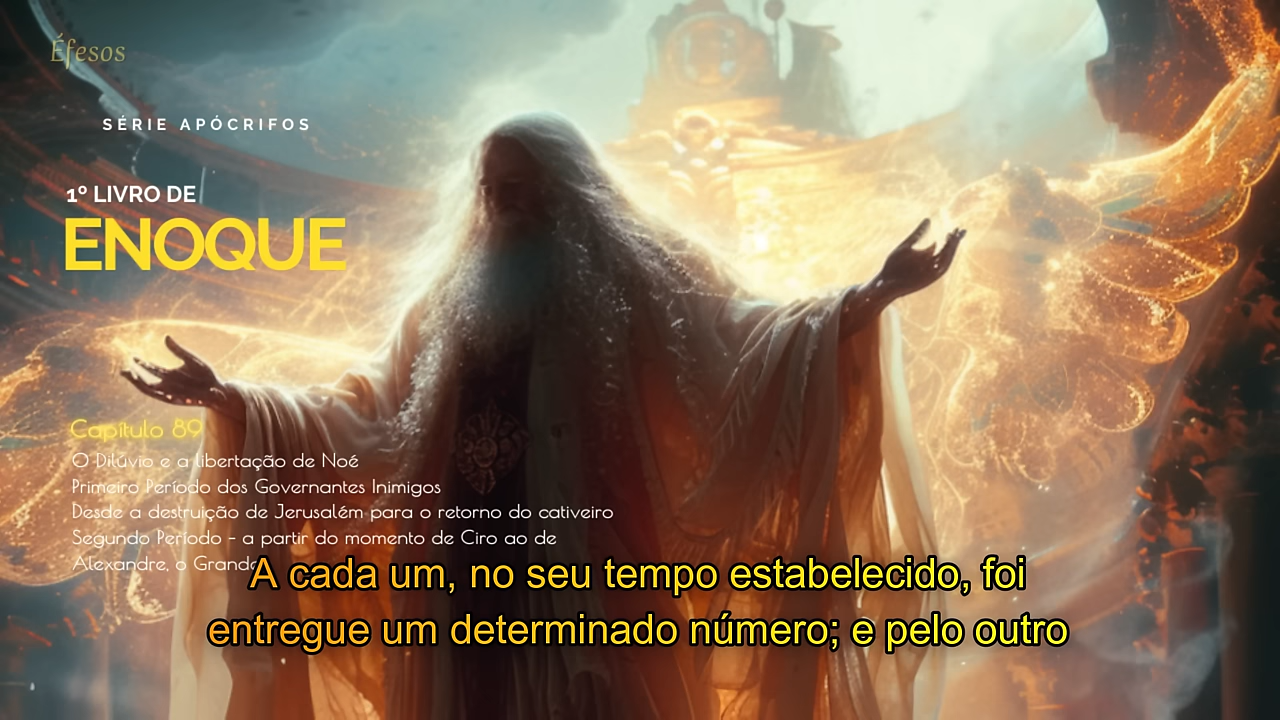 Éfesos
SÉRIE APÓCRIFOS
1º LIVRO DE
ENOQUE
Capítulo 89
O Dilúvio e a libertação de Noé
Primeiro Período dos Governantes Inimigos
Desde a destruição de Jerusalém para o retorno do cativeiro
Segundo Período - a partir do momento de Ciro ao de
Alexandre, o Grande
A cada um, no seu tempo estabelecido, foi
entregue um determinado número; e pelo outro